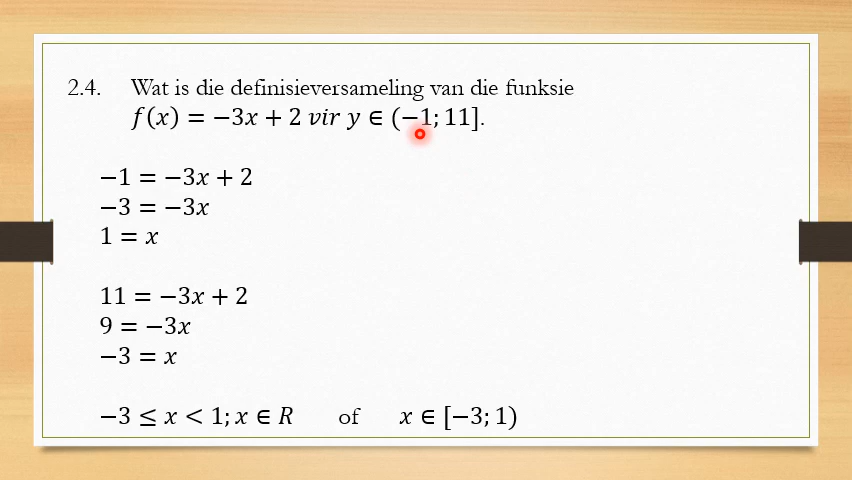 2.4. Wat is die definisieversameling van die funksie
f(x) = −3x + 2 vir y ∈ (−1; 11].
−1 = −3x + 2
−3 = −3x
1 = x
11 = −3x + 2
9 = −3x
−3 = x
−3 ≤ x < 1; x ∈ R of x ∈ [−3; 1)